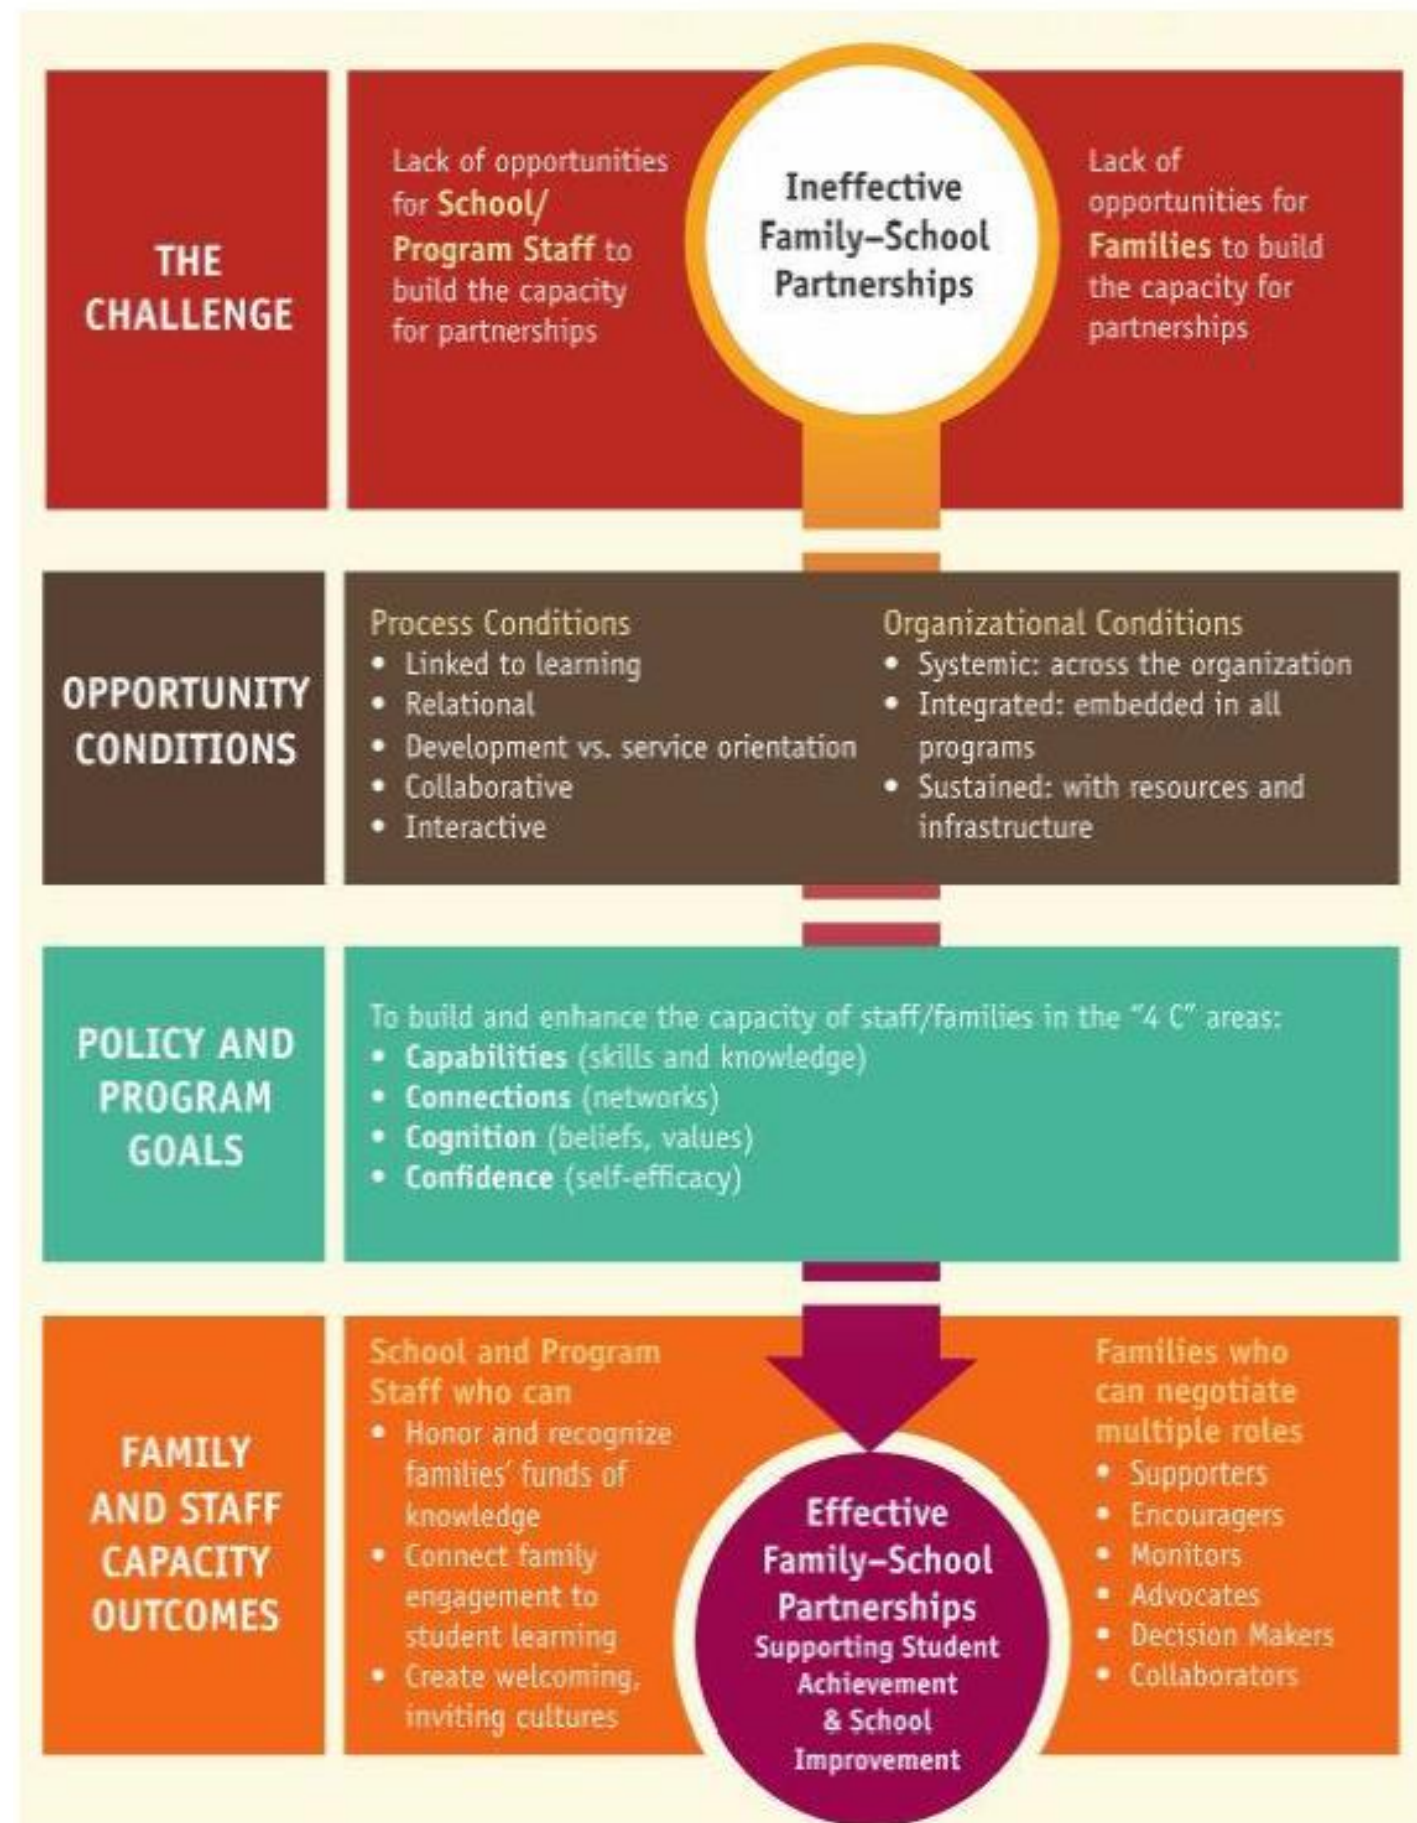 THE
CHALLENGE
Lack of opportunities
for School/
Program Staff to
build the capacity
for partnerships
Ineffective
Family–School
Partnerships
Lack of
opportunities for
Families to build
the capacity for
partnerships
OPPORTUNITY
CONDITIONS
Process Conditions
• Linked to learning
• Relational
• Development vs. service orientation
• Collaborative
• Interactive
Organizational Conditions
• Systemic: across the organization
• Integrated: embedded in all
programs
• Sustained: with resources and
infrastructure
POLICY AND
PROGRAM
GOALS
To build and enhance the capacity of staff/families in the “4 C” areas:
• Capabilities (skills and knowledge)
• Connections (networks)
• Cognition (beliefs, values)
• Confidence (self-efficacy)
FAMILY
AND STAFF
CAPACITY
OUTCOMES
School and Program
Staff who can
• Honor and recognize
families’ funds of
knowledge
• Connect family
engagement to
student learning
• Create welcoming,
inviting cultures
Effective
Family–School
Partnerships
Supporting Student
Achievement
& School
Improvement
Families who
can negotiate
multiple roles
• Supporters
• Encouragers
• Monitors
• Advocates
• Decision Makers
• Collaborators